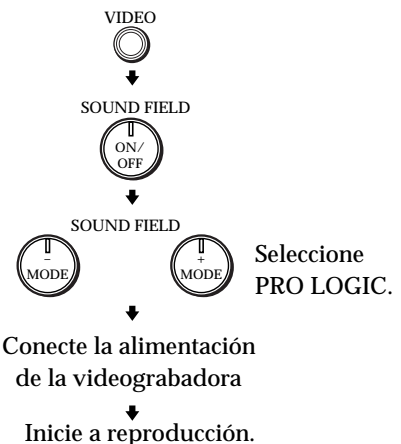 VIDEO
SOUND FIELD
ON/
OFF
SOUND FIELD
–
MODE
+
MODE
Seleccione
PRO LOGIC.
Conecte la alimentación
de la videograbadora
Inicie a reproducción.